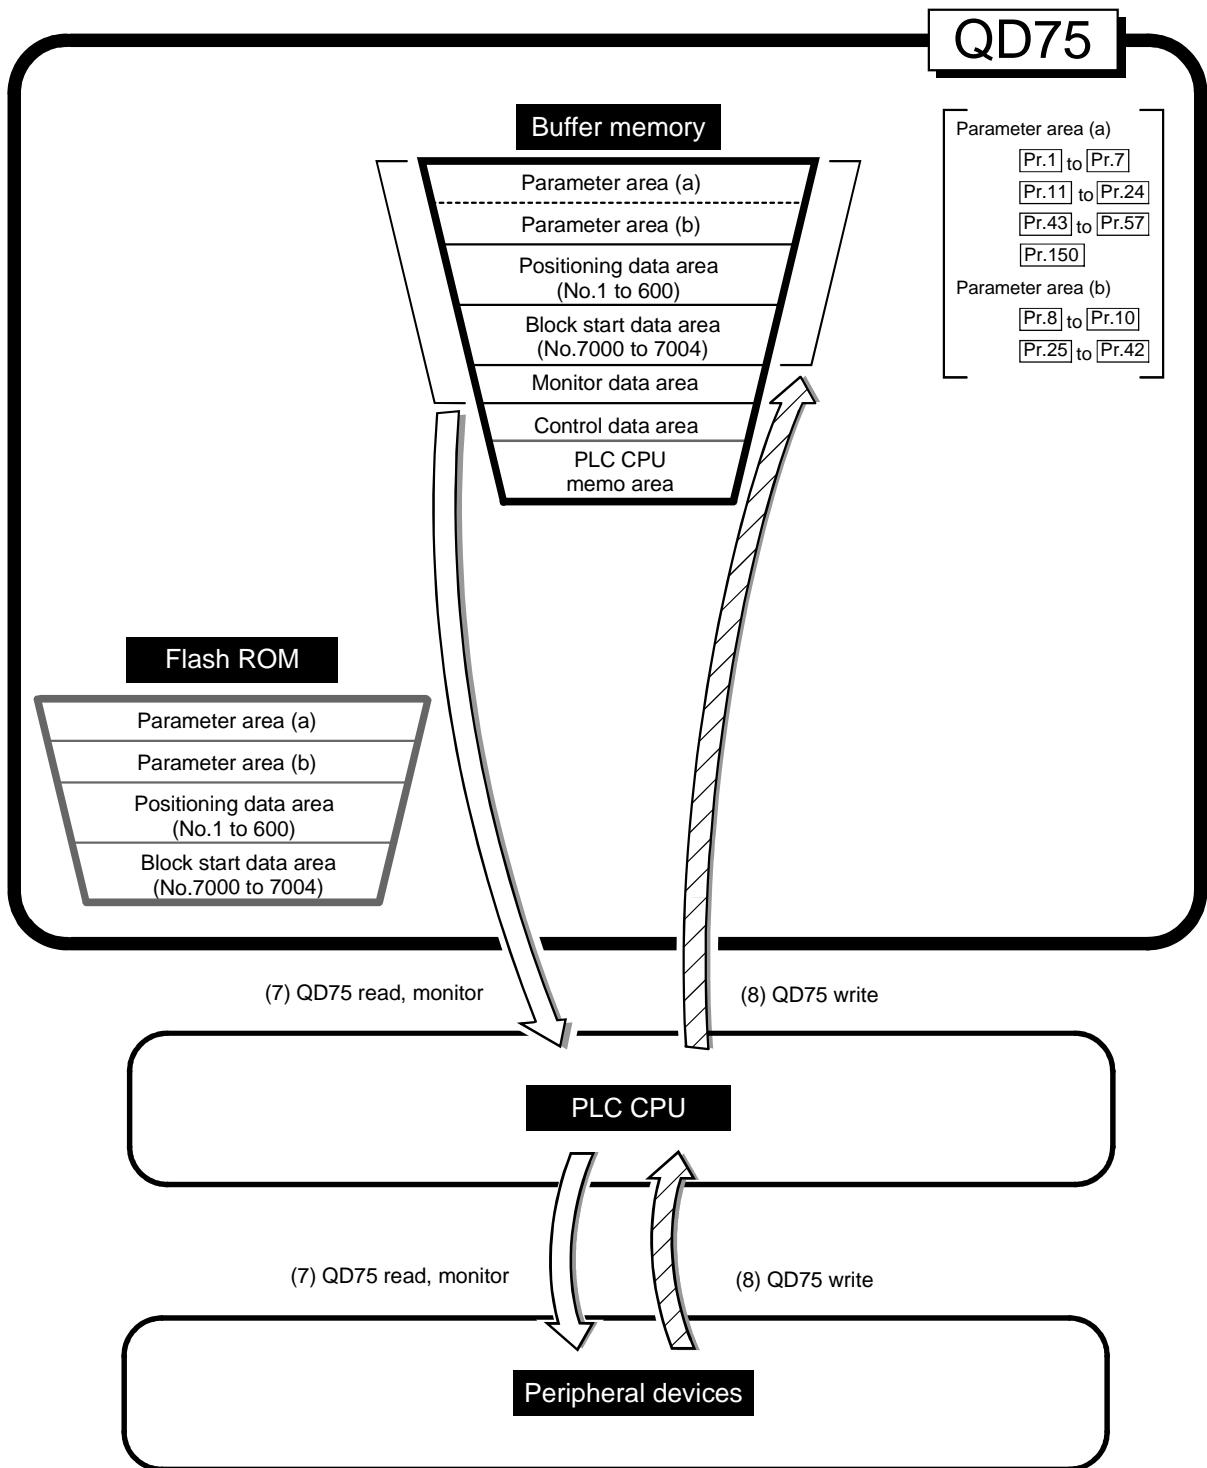 QD75
Buffer memory
Parameter area (a)
Parameter area (b)
Positioning data area
(No.1 to 600)
Block start data area
(No.7000 to 7004)
Monitor data area
Control data area
PLC CPU
memo area
Parameter area (a)
Pr.1 to Pr.7
Pr.11 to Pr.24
Pr.43 to Pr.57
Pr.150
Parameter area (b)
Pr.8 to Pr.10
Pr.25 to Pr.42
Flash ROM
Parameter area (a)
Parameter area (b)
Positioning data area
(No.1 to 600)
Block start data area
(No.7000 to 7004)
(7) QD75 read, monitor
(8) QD75 write
PLC CPU
(7) QD75 read, monitor
(8) QD75 write
Peripheral devices